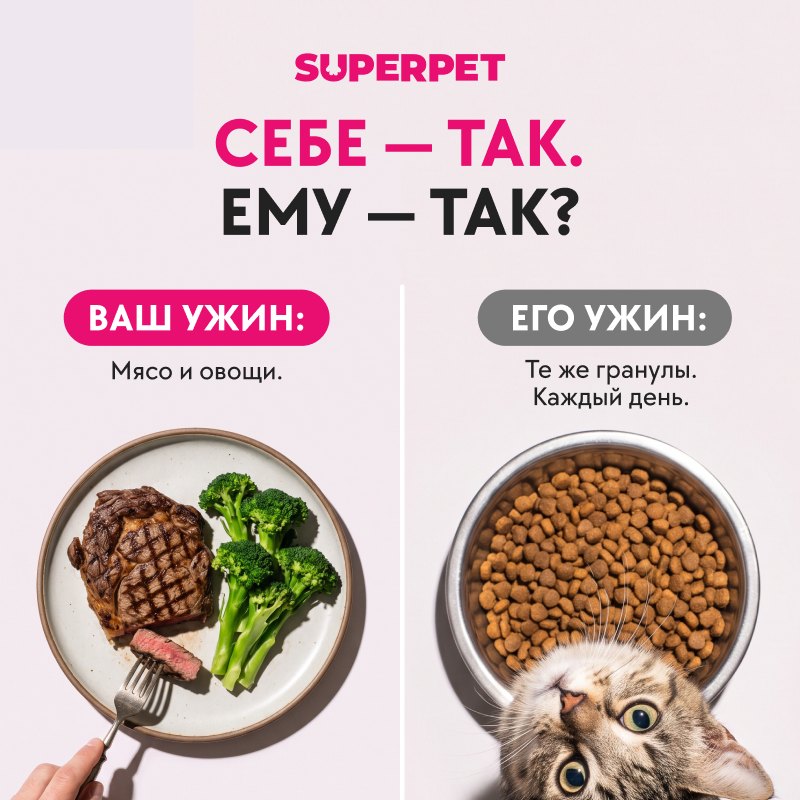 SUPERPET
СЕБЕ — ТАК.
ЕМУ — ТАК?
ВАШ УЖИН:
Мясо и овощи.
ЕГО УЖИН:
Те же гранулы.
Каждый день.